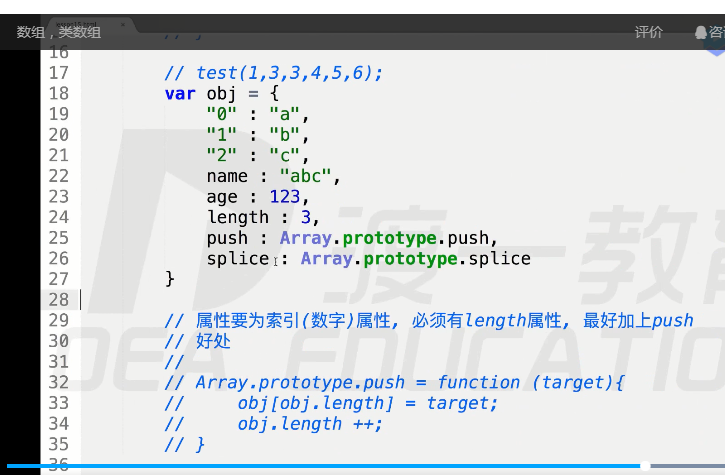 数组，类数组
评价
16
17 // test(1,3,3,4,5,6);
18 var obj = {
19 "0" : "a",
20 "1" : "b",
21 "2" : "c",
22 name : "abc",
23 age : 123,
24 length : 3,
25 push : Array.prototype.push,
26 splice : Array.prototype.splice
27 }
28
29 // 属性要为索引(数字)属性, 必须有length属性, 最好加上push
30 // 好处
31 //
32 // Array.prototype.push = function (target){
33 // obj[obj.length] = target;
34 // obj.length ++;
35 // }
36
渡一教育
EDUCATION